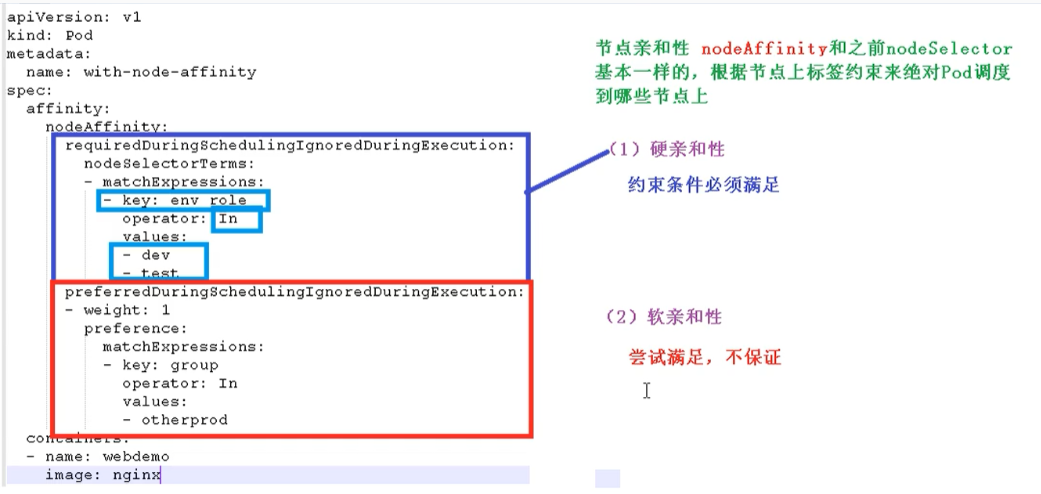 apiVersion: v1
kind: Pod
metadata:
  name: with-node-affinity
spec:
  affinity:
    nodeAffinity:
      requiredDuringSchedulingIgnoredDuringExecution:
        nodeSelectorTerms:
        - matchExpressions:
          - key: env_role
            operator: In
            values:
            - dev
            - test
      preferredDuringSchedulingIgnoredDuringExecution:
      - weight: 1
        preference:
          matchExpressions:
          - key: group
            operator: In
            values:
            - otherprod
  containers:
  - name: webdemo
    image: nginx
节点亲和性 nodeAffinity和之前nodeSelector
基本一样的，根据节点上标签约束来绝对Pod调度
到哪些节点上
（1）硬亲和性
约束条件必须满足
（2）软亲和性
尝试满足，不保证